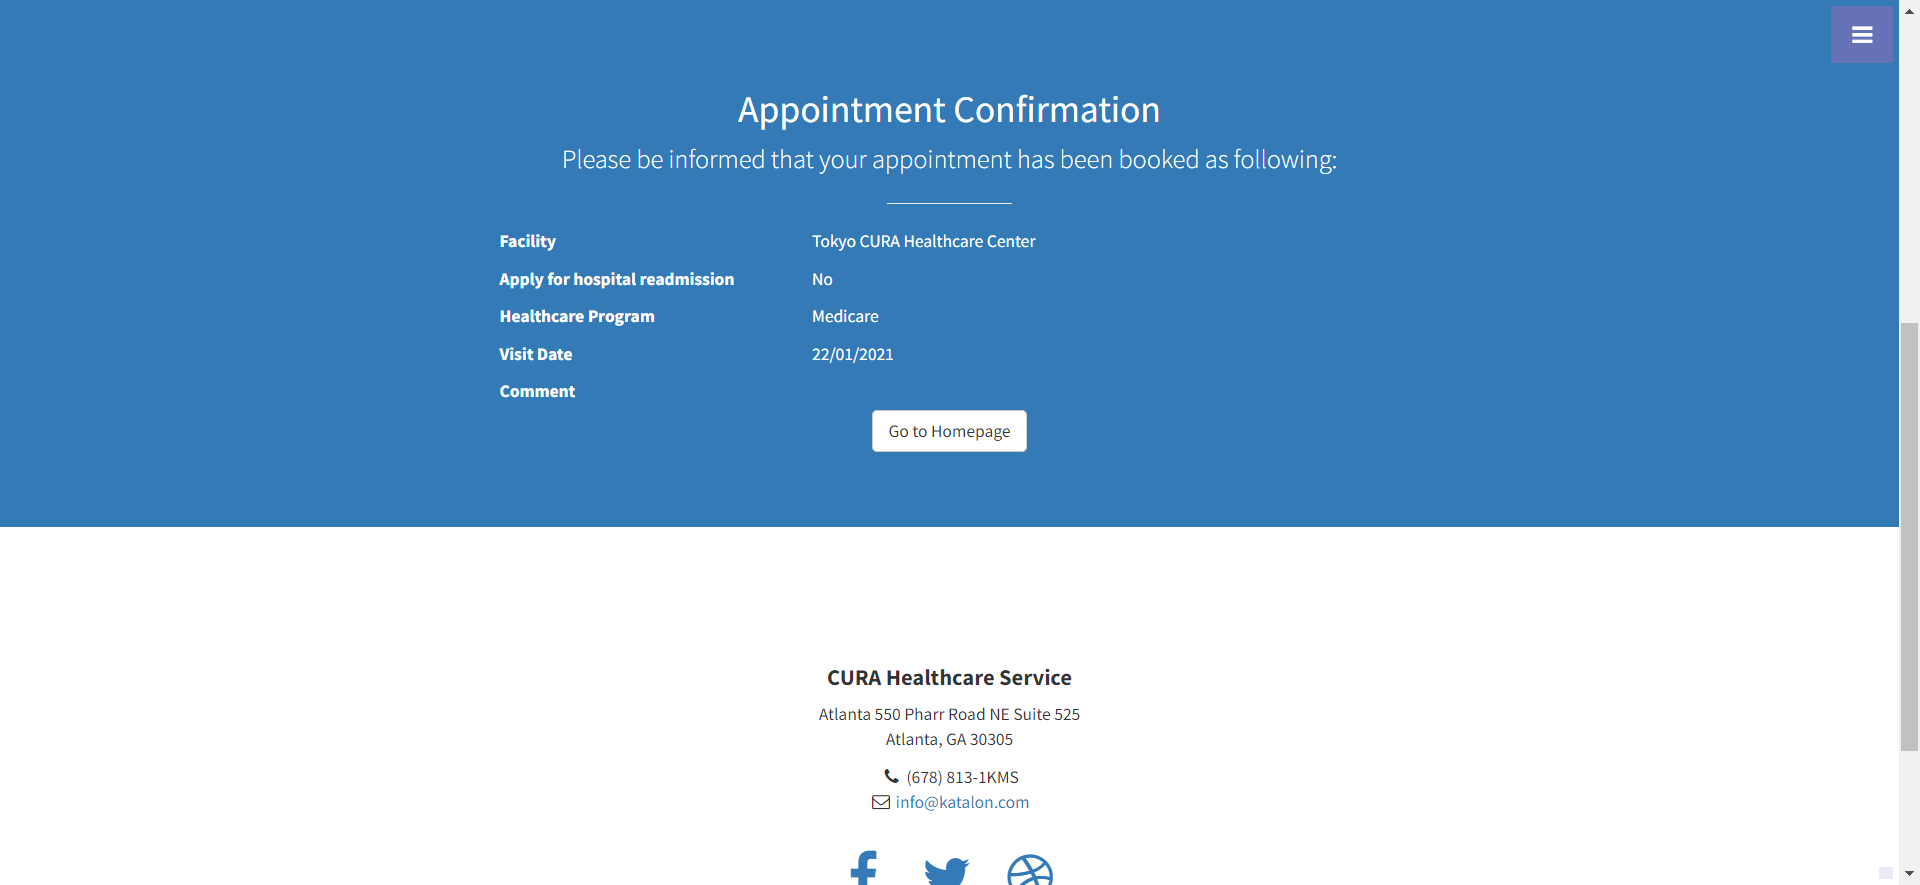 Appointment Confirmation
Please be informed that your appointment has been booked as following:
Facility Tokyo CURA Healthcare Center
Apply for hospital readmission No
Healthcare Program Medicare
Visit Date 22/01/2021
Comment
Go to Homepage
CURA Healthcare Service
Atlanta 550 Pharr Road NE Suite 525
Atlanta, GA 30305
(678) 813-1KMS
info@katalon.com